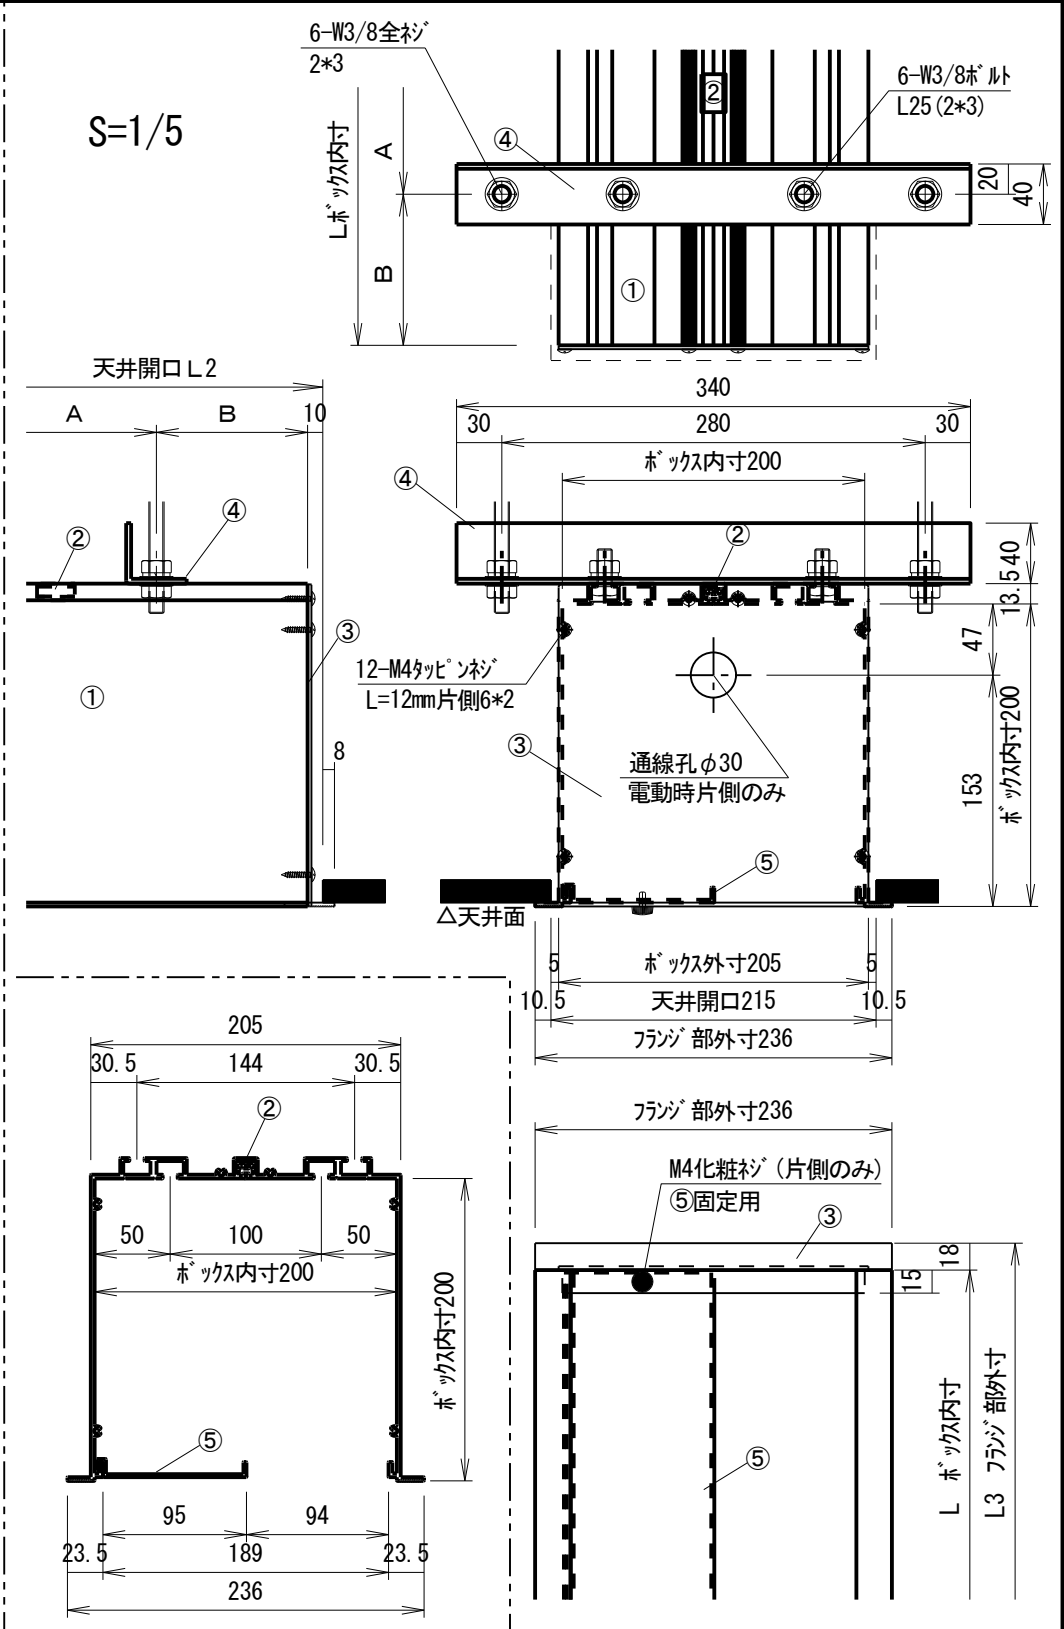 6-W3/8全ネジ
2*3
6-W3/8ボルト
L25(2*3)
S=1/5
②
④
Lボックス内寸
A
B
20
40
①
天井開口L2
A
B
10
340
30
280
30
ボックス内寸200
④
②
④
②
40
13.5
12-M4タッピンネジ
L=12mm片側6*2
③
①
47
ボックス内寸200
153
8
③
通線孔φ30
電動時片側のみ
⑤
△天井面
5
ボックス外寸205
5
10.5
天井開口215
10.5
フランジ部外寸236
205
30.5
144
30.5
②
50
100
50
ボックス内寸200
ボックス内寸200
⑤
95
94
23.5
189
23.5
236
フランジ部外寸236
M4化粧ネジ(片側のみ)
⑤固定用
③
18
15
⑤
L ボックス内寸
L3 フランジ部外寸